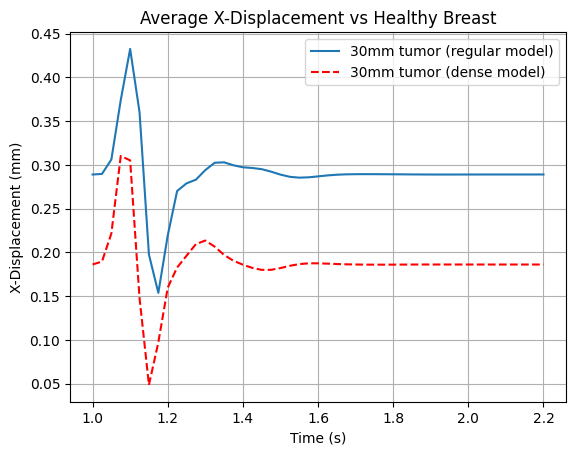 Average X-Displacement vs Healthy Breast
30mm tumor (regular model)
30mm tumor (dense model)
X-Displacement (mm)
0.45
0.40
0.35
0.30
0.25
0.20
0.15
0.10
0.05
1.0 1.2 1.4 1.6 1.8 2.0 2.2
Time (s)